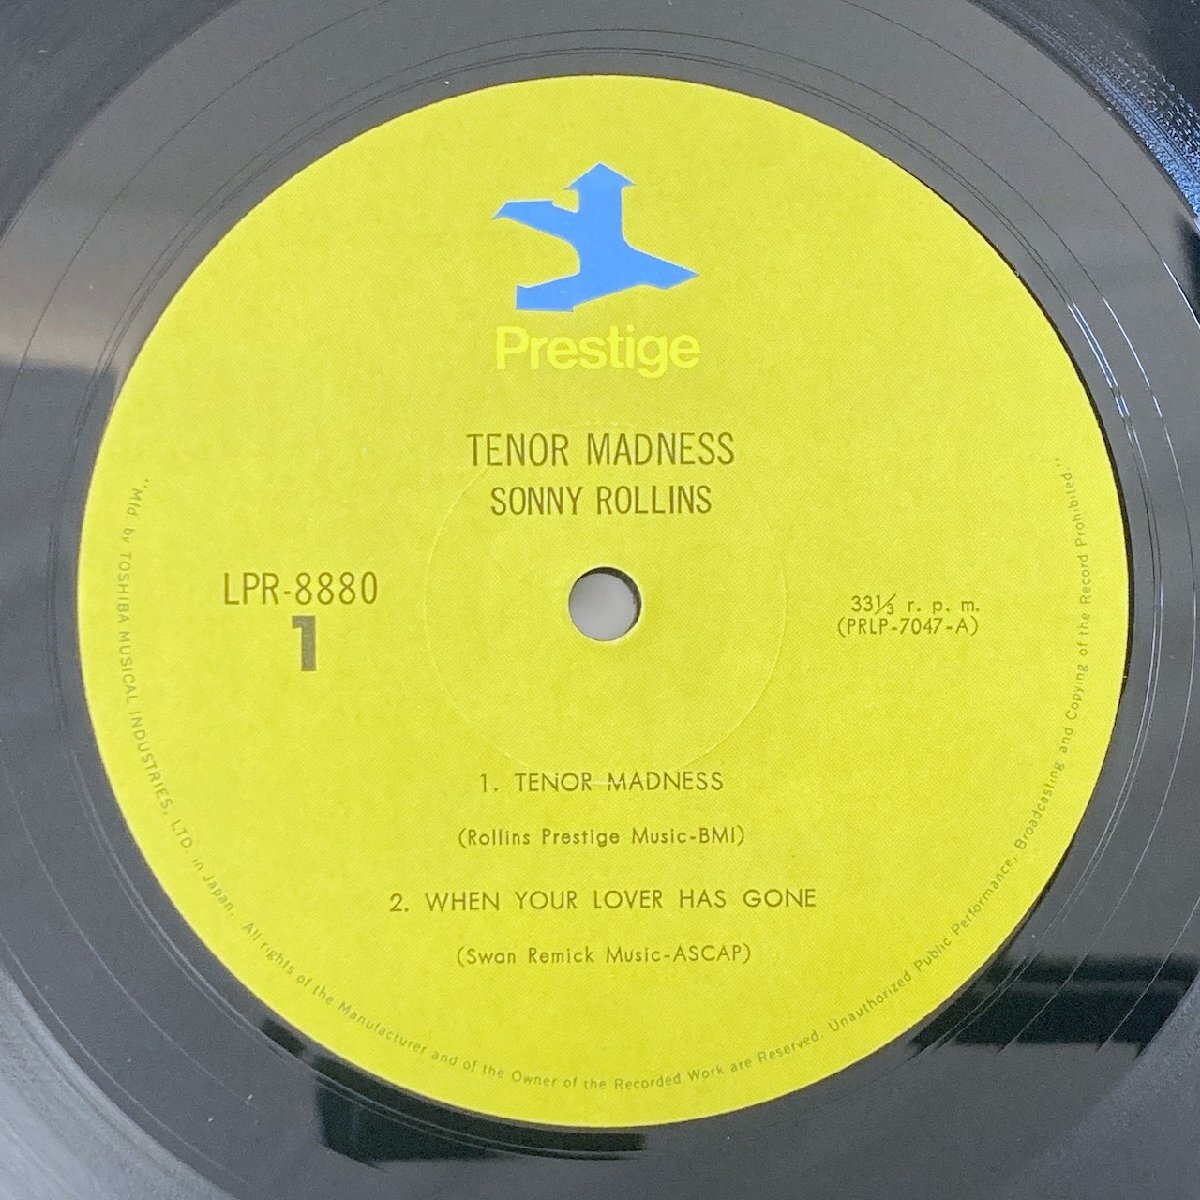 Prestige
TENOR MADNESS
SONNY ROLLINS
LPR-8880
1
33 1/3 r. p. m.
(PRLP-7047-A)
1. TENOR MADNESS
(Rollins Prestige Music-BMI)
2. WHEN YOUR LOVER HAS GONE
(Swan Remick Music-ASCAP)
"Mfd by TOSHIBA MUSICAL INDUSTRIES, LTD. in Japan. All rights of the Manufacturer and of the Owner of the Recorded Work are Reserved. Unauthorized Public Performance, Broadcasting and Copying of the Record Prohibited."